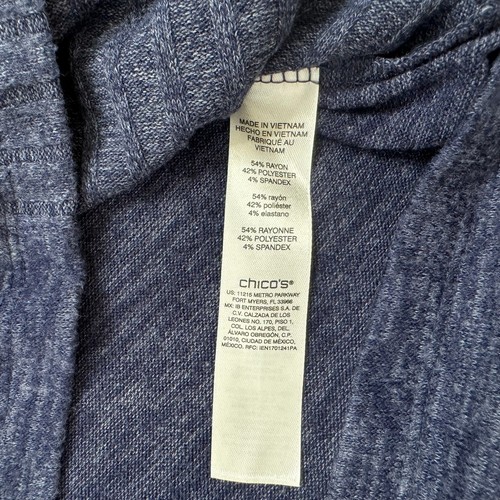 MADE IN VIETNAM
HECHO EN VIETNAM
FABRIQUÉ AU
VIETNAM
54% RAYON
42% POLYESTER
4% SPANDEX
54% rayón
42% poliéster
4% elastano
54% RAYONNE
42% POLYESTER
4% SPANDEX
chico's®
US: 11215 METRO PARKWAY
FORT MYERS, FL 33966
MX: IB ENTERPRISES S.A. DE
C.V. CALZADA DE LOS
LEONES NO. 170, PISO 1,
COL. LOS ALPES, DEL.
ÁLVARO OBREGÓN, C.P.
01010, CIUDAD DE MÉXICO,
MÉXICO. RFC: IEN1701241PA